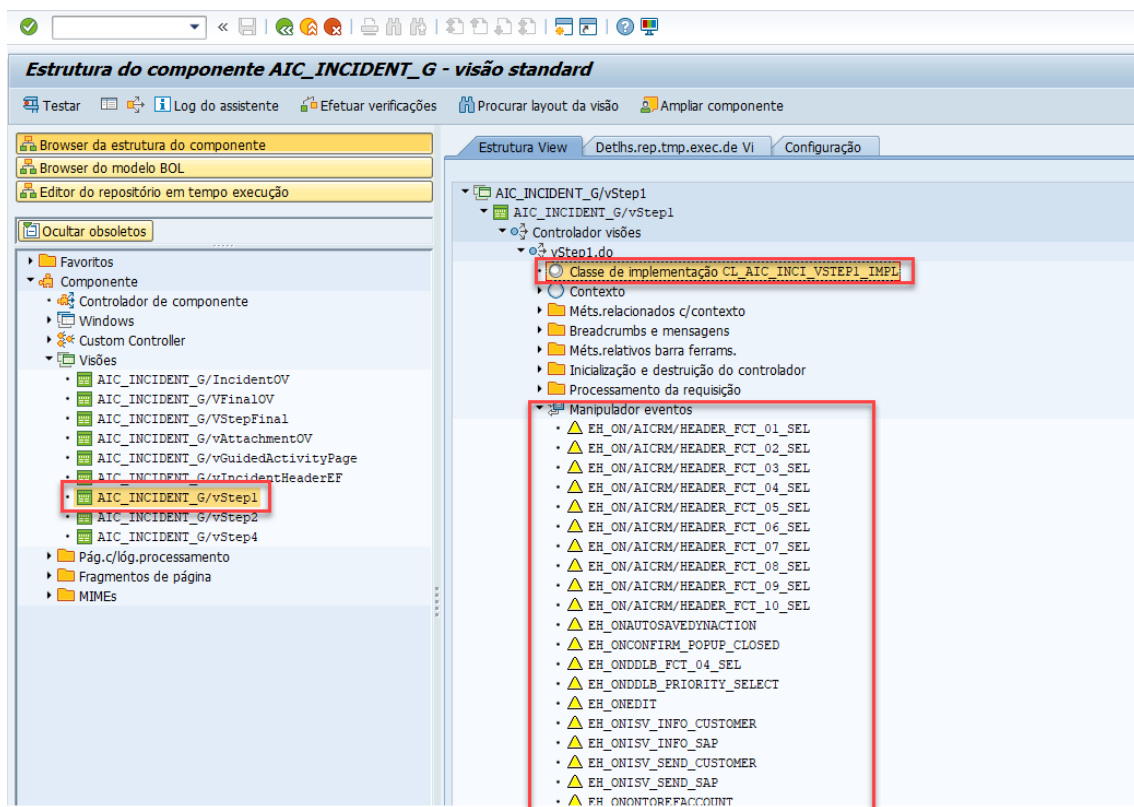 Estrutura do componente AIC_INCIDENT_G - visão standard
Testar Log do assistente Efetuar verificações Procurar layout da visão Ampliar componente
Browser da estrutura do componente
Browser do modelo BOL
Editor do repositório em tempo execução
Ocultar obsoletos
Favoritos
Componente
Controlador de componente
Windows
Custom Controller
Visões
AIC_INCIDENT_G/IncidentOV
AIC_INCIDENT_G/VFinalOV
AIC_INCIDENT_G/VStepFinal
AIC_INCIDENT_G/vAttachmentOV
AIC_INCIDENT_G/vGuidedActivityPage
AIC_INCIDENT_G/vIncidentHeaderEF
AIC_INCIDENT_G/vStep1
AIC_INCIDENT_G/vStep2
AIC_INCIDENT_G/vStep4
Pág.c/lóg.processamento
Fragmentos de página
MIMEs
Estrutura View Detlhs.rep.tmp.exec.de Vi Configuração
AIC_INCIDENT_G/vStep1
AIC_INCIDENT_G/vStep1
Controlador visões
vStep1.do
Classe de implementação CL_AIC_INCI_VSTEP1_IMPL
Contexto
Méts.relacionados c/contexto
Breadcrumbs e mensagens
Méts.relativos barra ferrams.
Inicialização e destruição do controlador
Processamento da requisição
Manipulador eventos
EH_ON/AICRM/HEADER_FCT_01_SEL
EH_ON/AICRM/HEADER_FCT_02_SEL
EH_ON/AICRM/HEADER_FCT_03_SEL
EH_ON/AICRM/HEADER_FCT_04_SEL
EH_ON/AICRM/HEADER_FCT_05_SEL
EH_ON/AICRM/HEADER_FCT_06_SEL
EH_ON/AICRM/HEADER_FCT_07_SEL
EH_ON/AICRM/HEADER_FCT_08_SEL
EH_ON/AICRM/HEADER_FCT_09_SEL
EH_ON/AICRM/HEADER_FCT_10_SEL
EH_ONAUTOSAVEDYNACTION
EH_ONCONFIRM_POPUP_CLOSED
EH_ONDDLB_FCT_04_SEL
EH_ONDDLB_PRIORITY_SELECT
EH_ONEDIT
EH_ONISV_INFO_CUSTOMER
EH_ONISV_INFO_SAP
EH_ONISV_SEND_CUSTOMER
EH_ONISV_SEND_SAP
EH_ONONTOREFACCOUNT